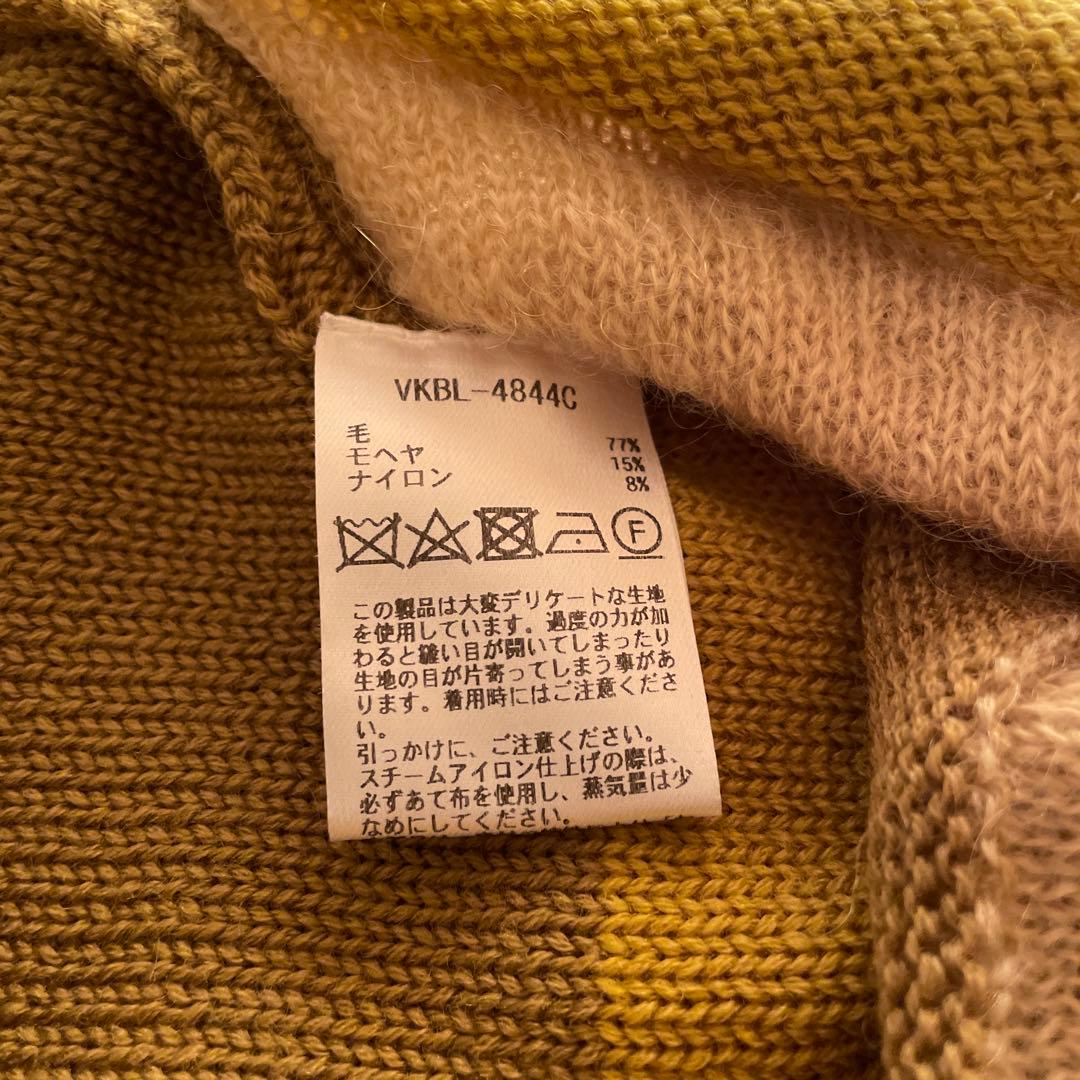 VKBL-4844C
毛 77%
モヘヤ 15%
ナイロン 8%
F
この製品は大変デリケートな生地
を使用しています。過度の力が加
わると縫い目が開いてしまったり
生地の目が片寄ってしまう事があ
ります。着用時にはご注意くださ
い。
引っかけに、ご注意ください。
スチームアイロン仕上げの際は、
必ずあて布を使用し、蒸気量は少
なめにしてください。